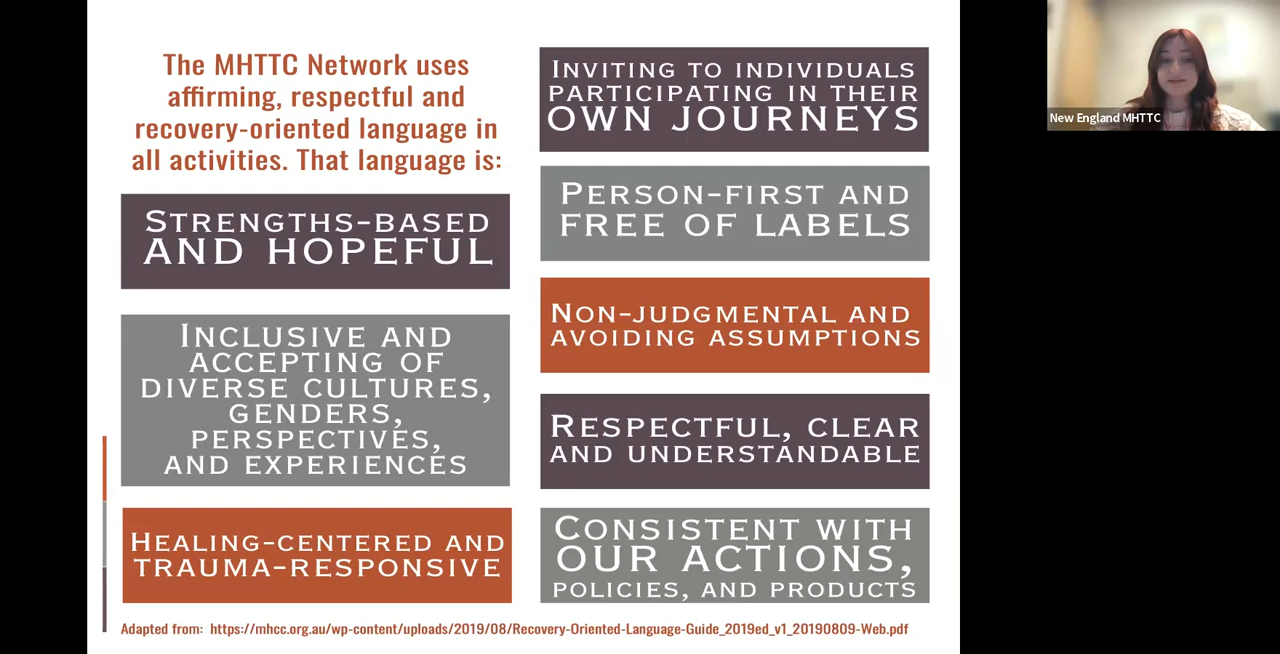 The MHTTC Network uses
affirming, respectful and
recovery-oriented language in
all activities. That language is:
STRENGTHS-BASED
AND HOPEFUL
INCLUSIVE AND
ACCEPTING OF
DIVERSE CULTURES,
GENDERS,
PERSPECTIVES,
AND EXPERIENCES
HEALING-CENTERED AND
TRAUMA-RESPONSIVE
INVITING TO INDIVIDUALS
PARTICIPATING IN THEIR
OWN JOURNEYS
PERSON-FIRST AND
FREE OF LABELS
NON-JUDGMENTAL AND
AVOIDING ASSUMPTIONS
RESPECTFUL, CLEAR
AND UNDERSTANDABLE
CONSISTENT WITH
OUR ACTIONS,
POLICIES, AND PRODUCTS
Adapted from: https://mhcc.org.au/wp-content/uploads/2019/08/Recovery-Oriented-Language-Guide_2019ed_v1_20190809-Web.pdf
New England MHTTC